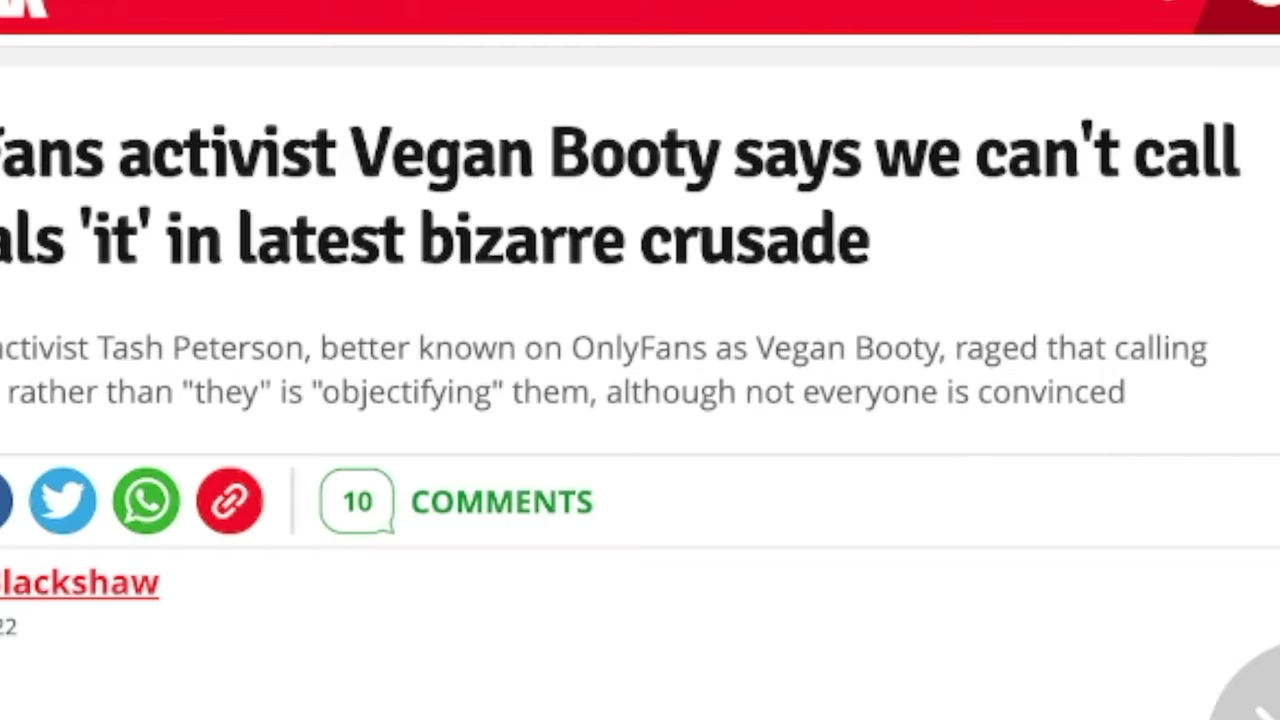 Fans activist Vegan Booty says we can't call
als 'it' in latest bizarre crusade
activist Tash Peterson, better known on OnlyFans as Vegan Booty, raged that calling
rather than "they" is "objectifying" them, although not everyone is convinced
10 COMMENTS
Blackshaw
22